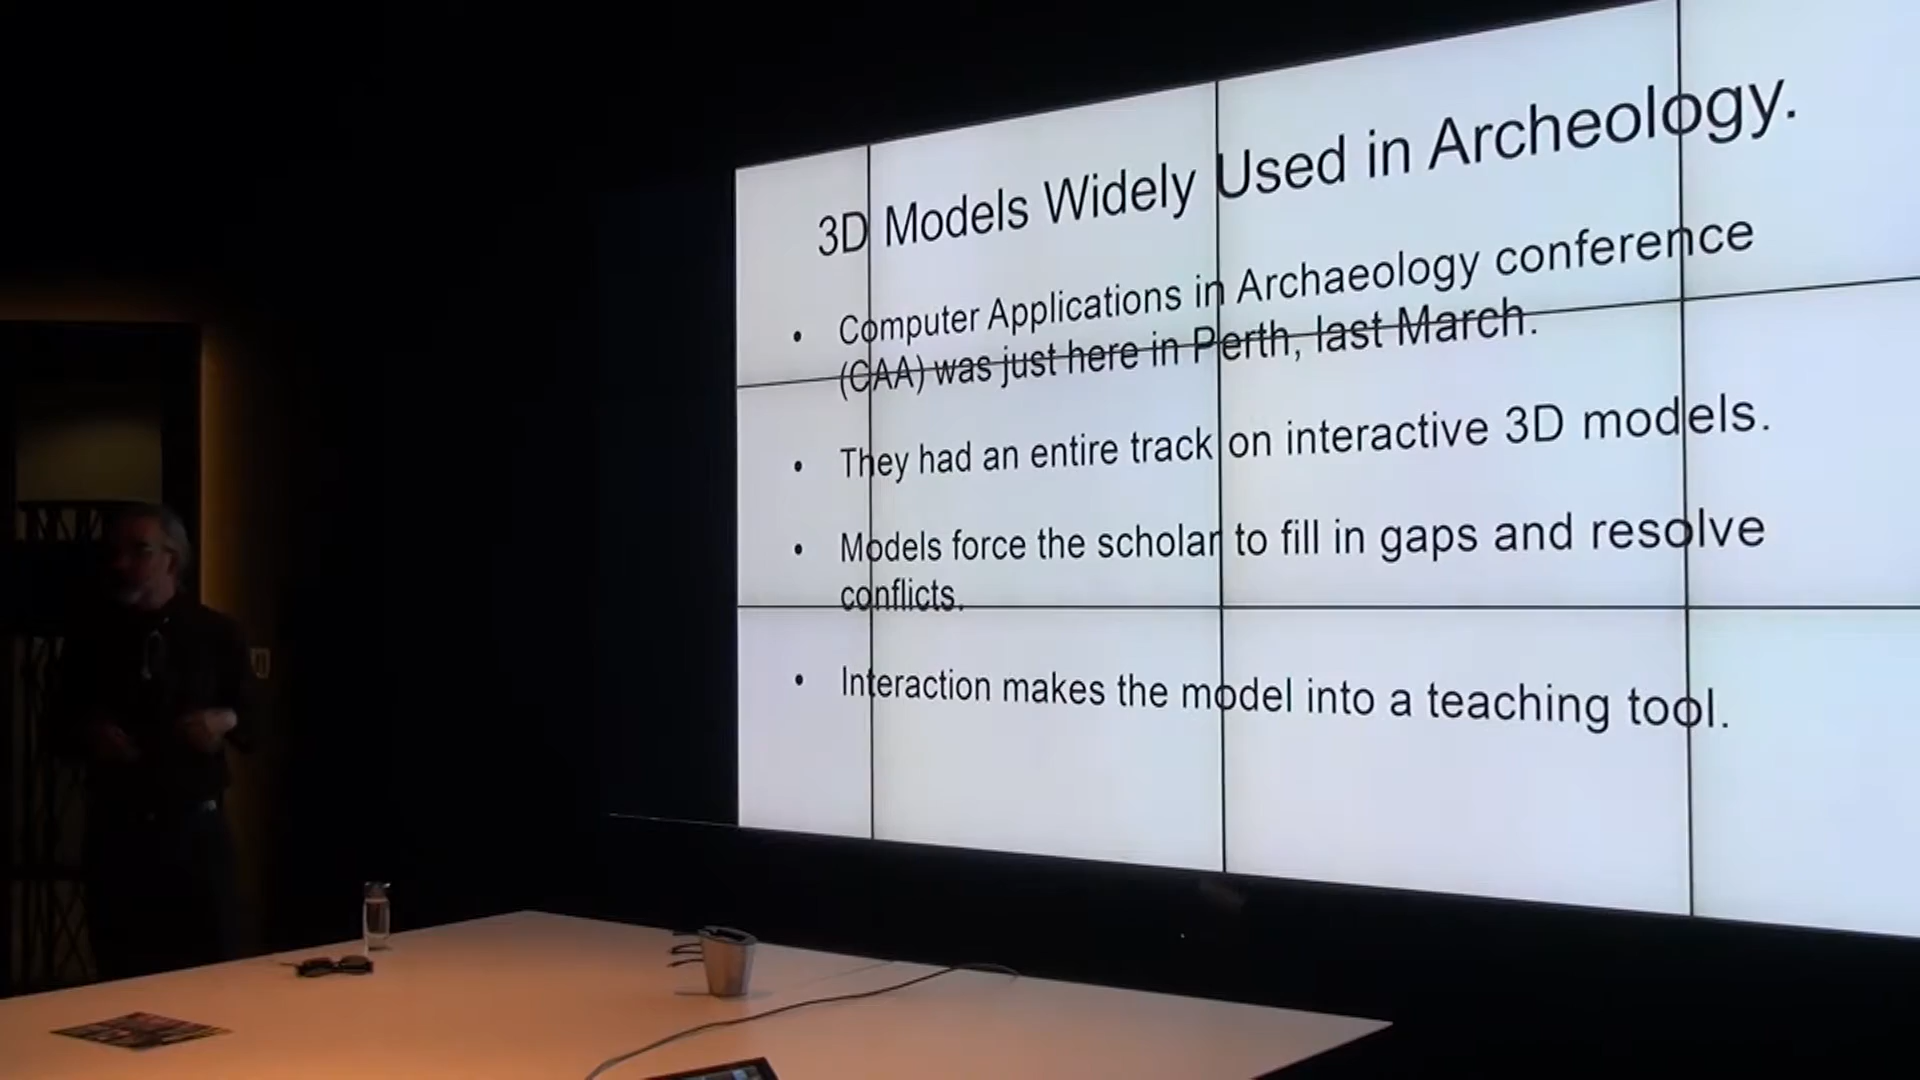 3D Models Widely Used in Archeology.
• Computer Applications in Archaeology conference
(CAA) was just here in Perth, last March.
• They had an entire track on interactive 3D models.
• Models force the scholar to fill in gaps and resolve
conflicts.
• Interaction makes the model into a teaching tool.